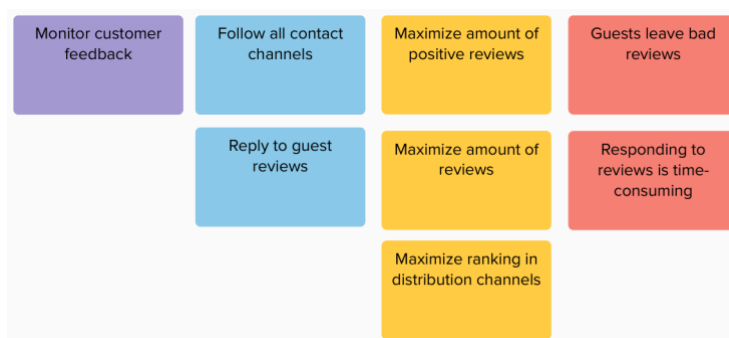 Monitor customer
feedback
Follow all contact
channels
Maximize amount of
positive reviews
Guests leave bad
reviews
Reply to guest
reviews
Maximize amount of
reviews
Responding to
reviews is time-
consuming
Maximize ranking in
distribution channels